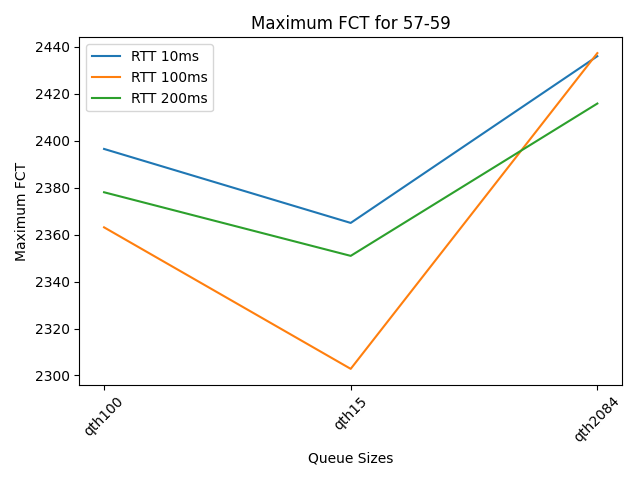 Maximum FCT for 57-59
RTT 10ms
RTT 100ms
RTT 200ms
Maximum FCT
2440
2420
2400
2380
2360
2340
2320
2300
qth100
qth15
qth2084
Queue Sizes